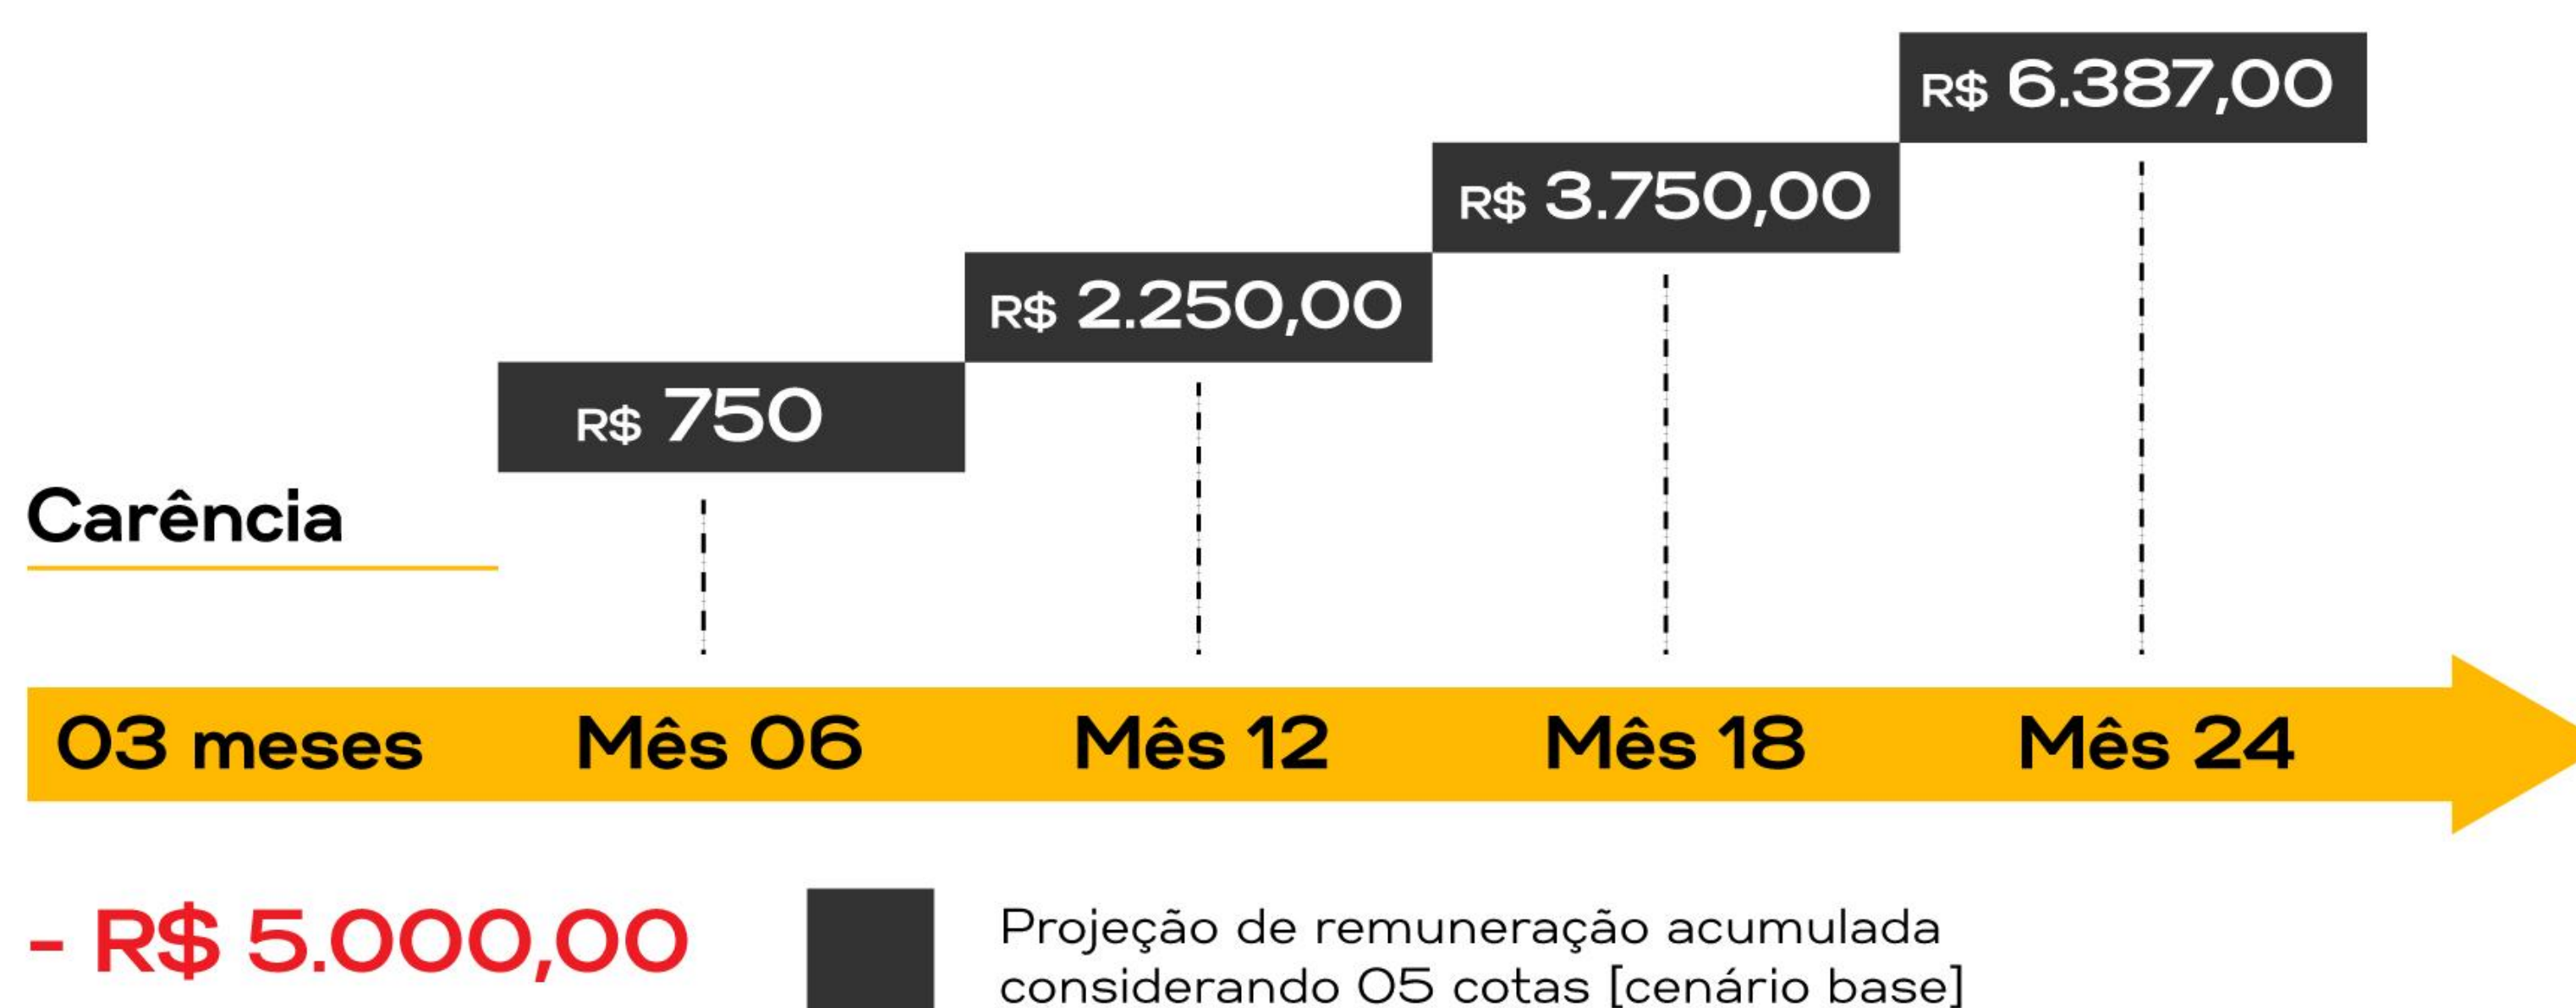 R$ 6.387,00
R$ 3.750,00
R$ 2.250,00
R$ 750
Carência
03 meses
Mês 06
Mês 12
Mês 18
Mês 24
- R$ 5.000,00
Projeção de remuneração acumulada
considerando 05 cotas [cenário base]